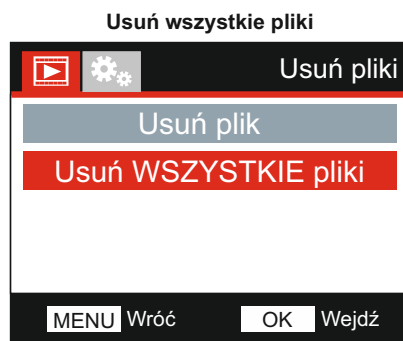 Usuń wszystkie pliki
Usuń pliki
Usuń plik
Usuń WSZYSTKIE pliki
MENU Wróć OK Wejdź